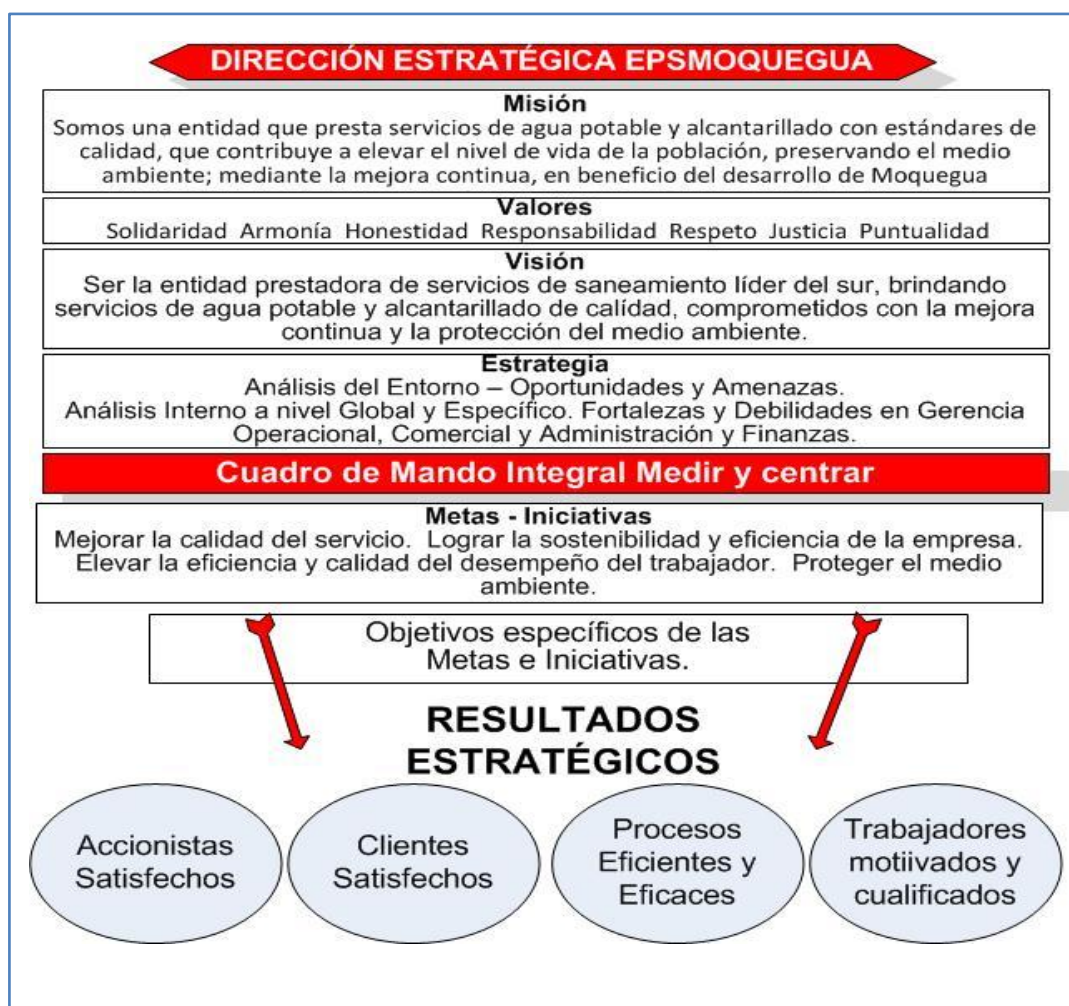 DIRECCIÓN ESTRATÉGICA EPSMOQUEGUA
Misión
Somos una entidad que presta servicios de agua potable y alcantarillado con estándares de
calidad, que contribuye a elevar el nivel de vida de la población, preservando el medio
ambiente; mediante la mejora continua, en beneficio del desarrollo de Moquegua
Valores
Solidaridad Armonía Honestidad Responsabilidad Respeto Justicia Puntualidad
Visión
Ser la entidad prestadora de servicios de saneamiento líder del sur, brindando
servicios de agua potable y alcantarillado de calídad, comprometidos con la mejora
continua y la protección del medio ambiente.
Estrategia
Análisis del Entorno – Oportunidades y Amenazas.
Análisis Interno a nivel Global y Específico. Fortalezas y Debilidades en Gerencia
Operacional, Comercial y Administración y Finanzas.
Cuadro de Mando Integral Medir y centrar
Metas - Iniciativas
Mejorar la calidad del servicio. Lograr la sostenibilidad y eficiencia de la empresa.
Elevar la eficiencia y calidad del desempeño del trabajador. Proteger el medio
ambiente.
Objetivos específicos de las
Metas e Iniciativas.
RESULTADOS
ESTRATÉGICOS
Accionistas
Satisfechos
Clientes
Satisfechos
Procesos
Eficientes y
Eficaces
Trabajadores
motiivados y
cualificados